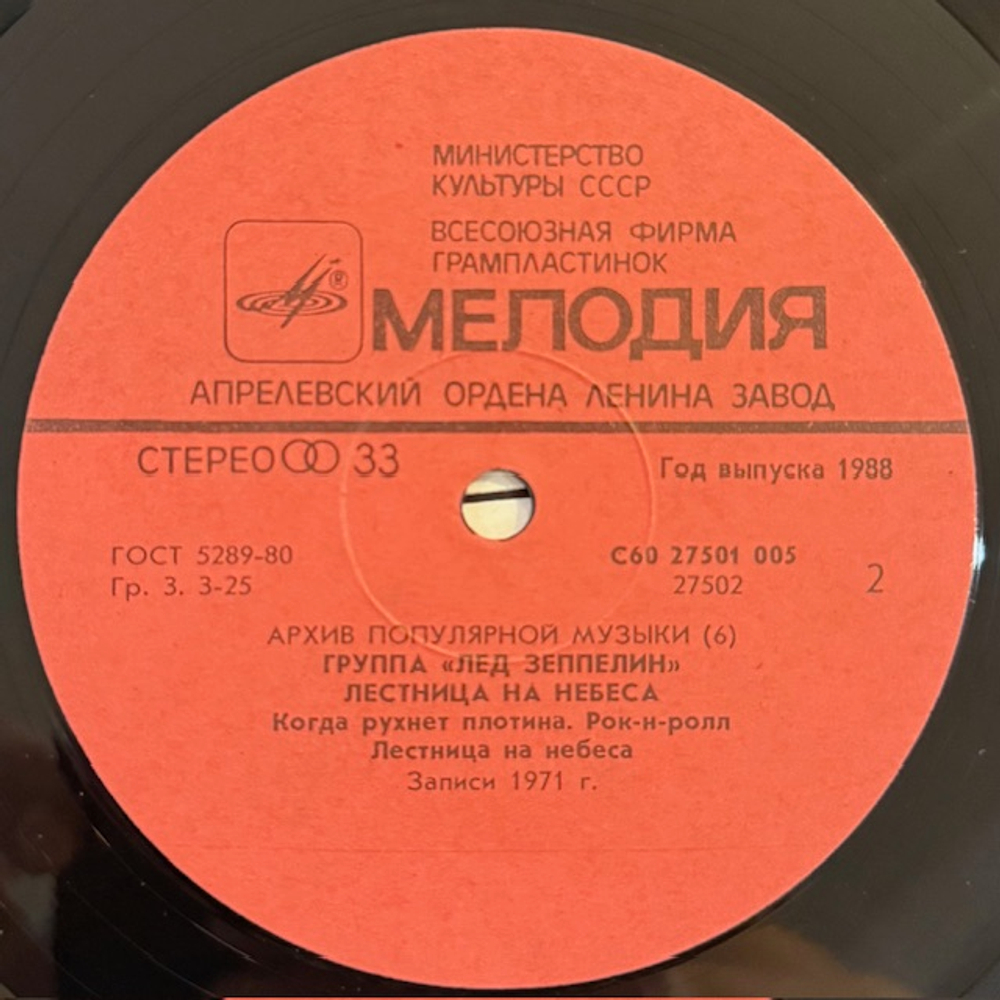 МИНИСТЕРСТВО
КУЛЬТУРЫ СССР
ВСЕСОЮЗНАЯ ФИРМА
ГРАМПЛАСТИНОК
®
МЕЛОДИЯ
АПРЕЛЕВСКИЙ ОРДЕНА ЛЕНИНА ЗАВОД
СТЕРЕО 33
Год выпуска 1988
ГОСТ 5289-80
Гр. 3. 3-25
С60 27501 005
27502
2
АРХИВ ПОПУЛЯРНОЙ МУЗЫКИ (6)
ГРУППА «ЛЕД ЗЕППЕЛИН»
ЛЕСТНИЦА НА НЕБЕСА
Когда рухнет плотина. Рок-н-ролл
Лестница на небеса
Записи 1971 г.